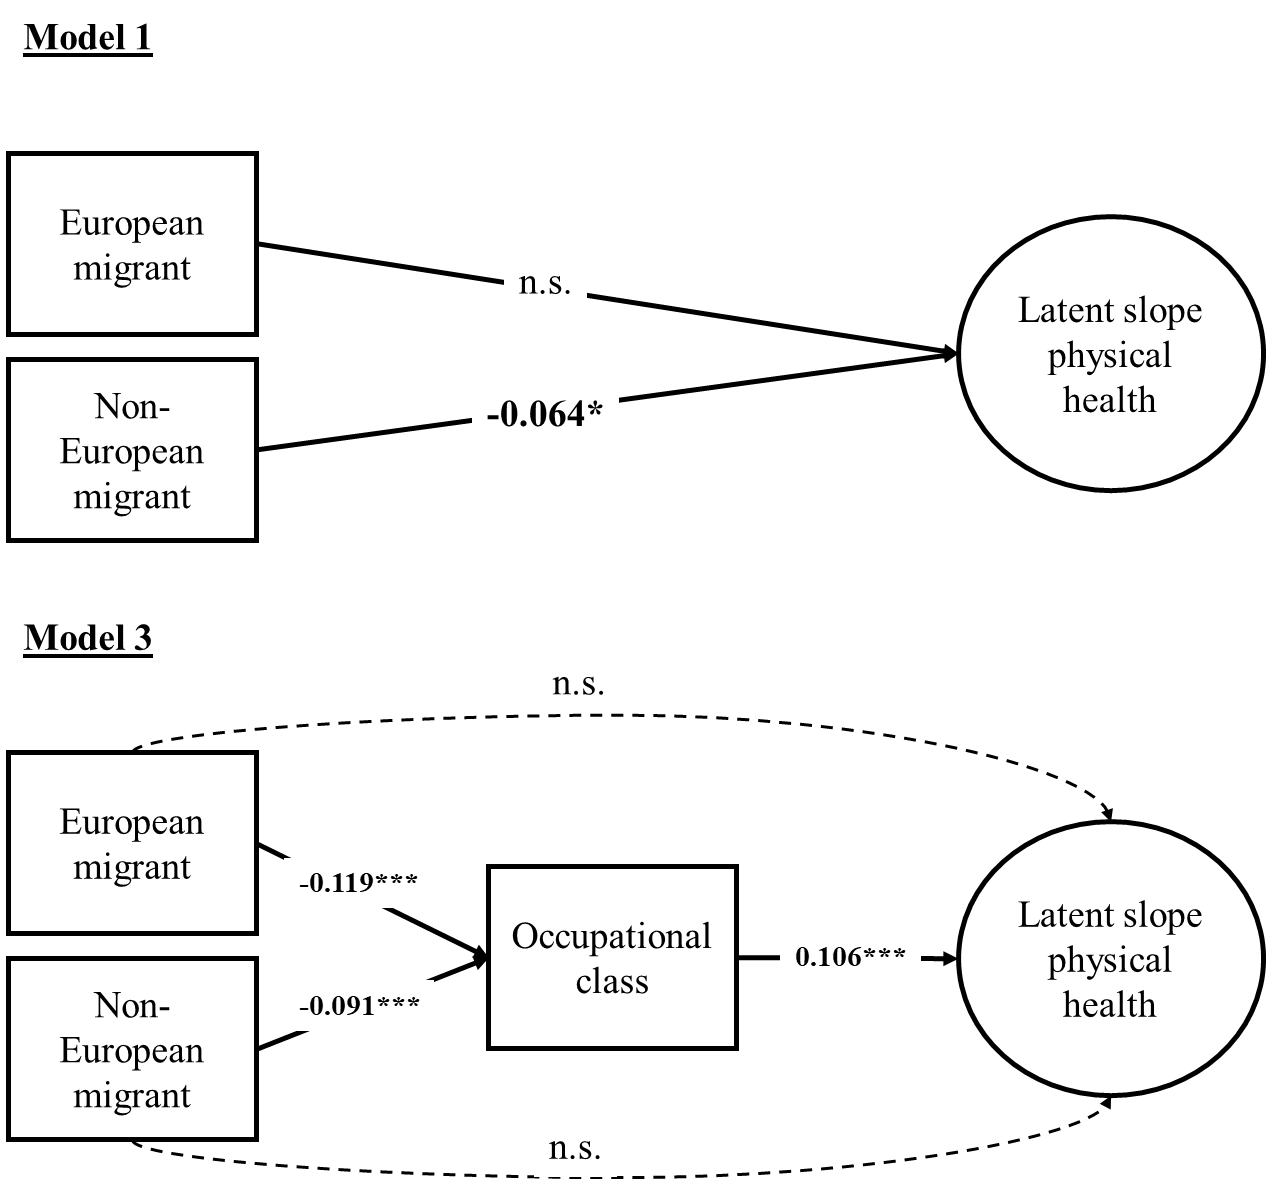 Model 1
European
migrant
n.s.
Latent slope
physical
health
Non-
European
migrant
-0.064*
Model 3
n.s.
European
migrant
-0.119***
Occupational
class
0.106***
Latent slope
physical
health
Non-
European
migrant
-0.091***
n.s.